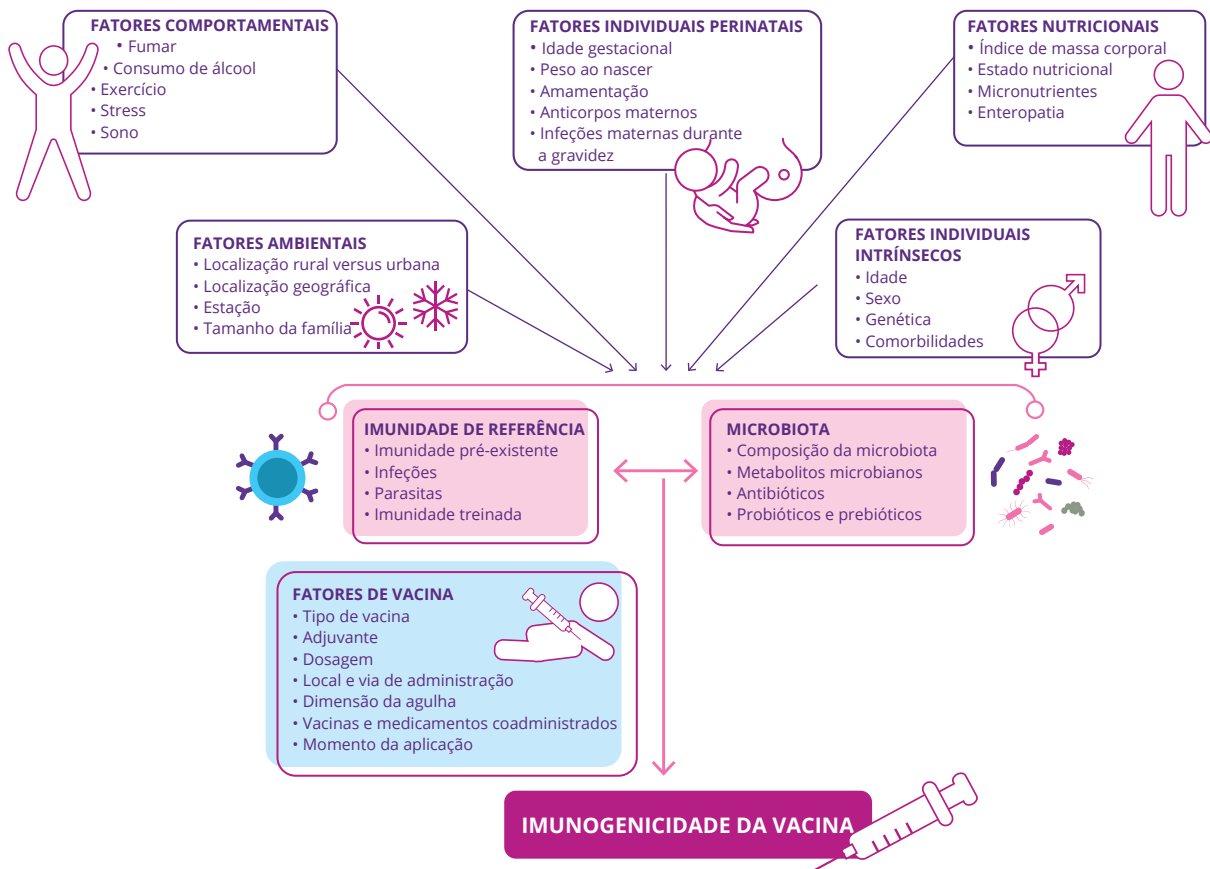 FATORES COMPORTAMENTAIS
• Fumar
• Consumo de álcool
• Exercício
• Stress
• Sono
FATORES INDIVIDUAIS PERINATAIS
• Idade gestacional
• Peso ao nascer
• Amamentação
• Anticorpos maternos
• Infeções maternas durante
a gravidez
FATORES NUTRICIONAIS
• Índice de massa corporal
• Estado nutricional
• Micronutrientes
• Enteropatia
FATORES AMBIENTAIS
• Localização rural versus urbana
• Localização geográfica
• Estação
• Tamanho da família
FATORES INDIVIDUAIS
INTRÍNSECOS
• Idade
• Sexo
• Genética
• Comorbilidades
IMUNIDADE DE REFERÊNCIA
• Imunidade pré-existente
• Infeções
• Parasitas
• Imunidade treinada
MICROBIOTA
• Composição da microbiota
• Metabolitos microbianos
• Antibióticos
• Probióticos e prebióticos
FATORES DE VACINA
• Tipo de vacina
• Adjuvante
• Dosagem
• Local e via de administração
• Dimensão da agulha
• Vacinas e medicamentos coadministrados
• Momento da aplicação
IMUNOGENICIDADE DA VACINA